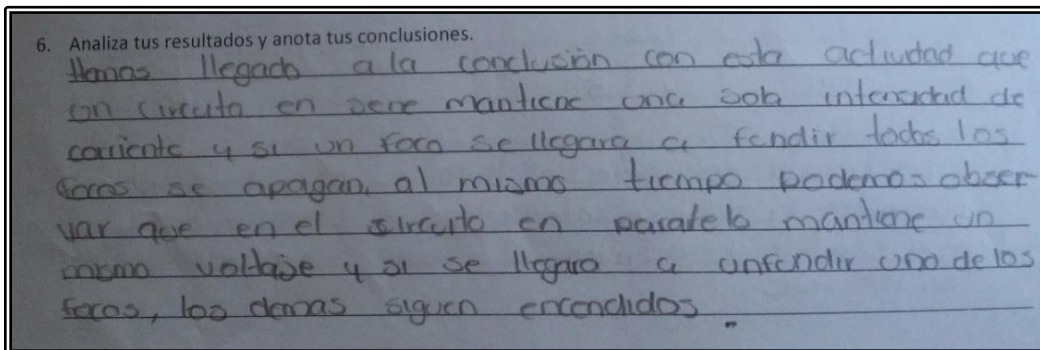 6. Analiza tus resultados y anota tus conclusiones.
Hemos llegado a la conclusión con esta actividad que
un circuito en serie mantiene una sola intensidad de
corriente y si un foco se llegara a fundir todos los
focos se apagan, al mismo tiempo podemos obser
var que en el sircuito en paralelo mantiene un
mismo voltaje y si se llegara a unfundir uno de los
focos, los demas siguen encendidos.